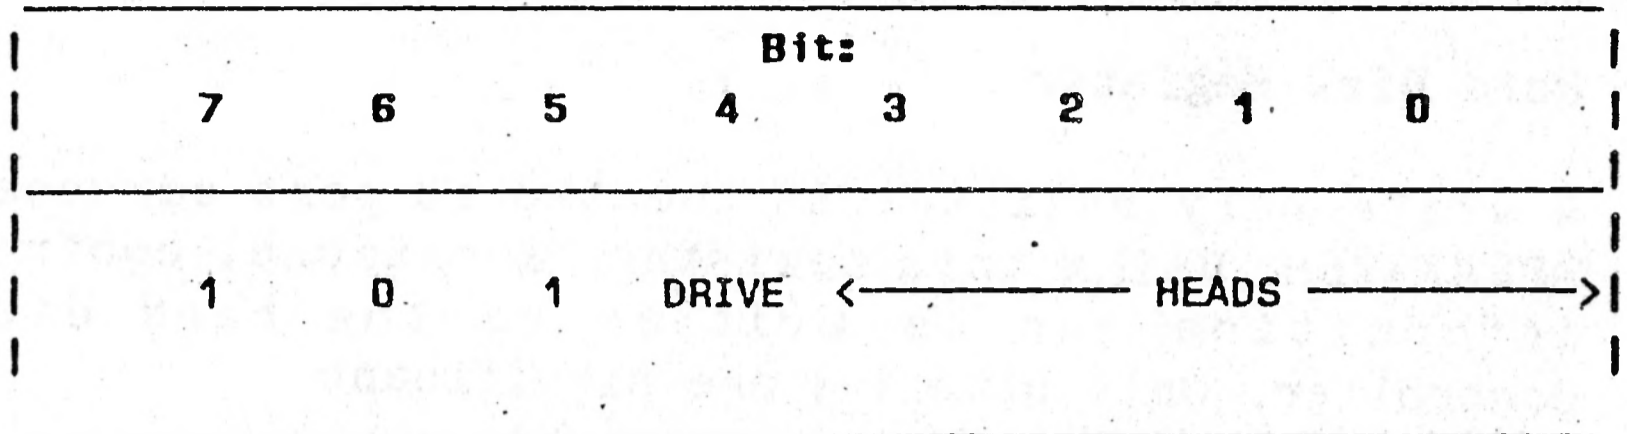 Bit:
7 6 5 4 3 2 1 0
1 0 1 DRIVE <——— HEADS ———>